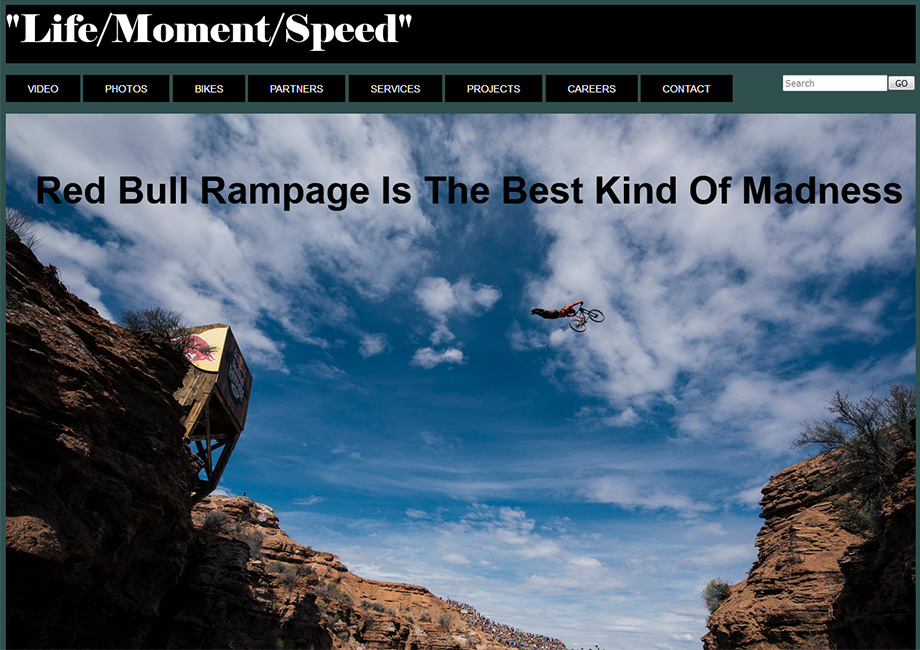 "Life/Moment/Speed"
VIDEO PHOTOS BIKES PARTNERS SERVICES PROJECTS CAREERS CONTACT Search GO
Red Bull Rampage Is The Best Kind Of Madness